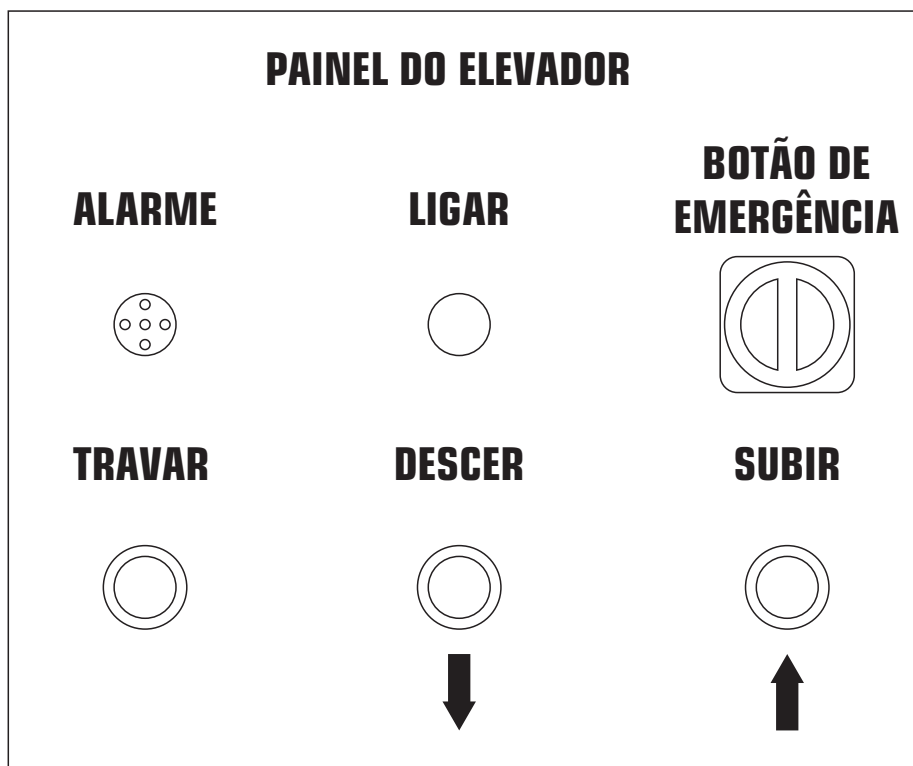 PAINEL DO ELEVADOR
ALARME
LIGAR
BOTÃO DE
EMERGÊNCIA
TRAVAR
DESCER
SUBIR